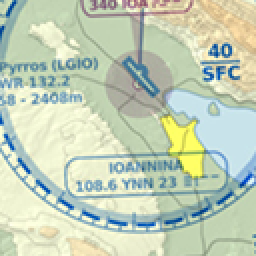 340 IOA
40
SFC
Pyrros (LGIO)
WR 132.2
58 - 2408m
IOANNINA
108.6 YNN 23